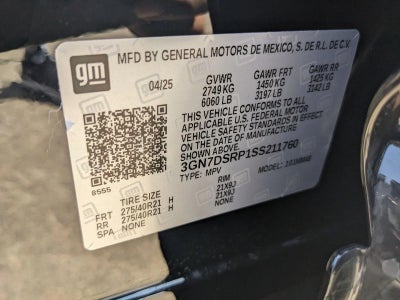 gm
MFD BY GENERAL MOTORS DE MEXICO, S. DE R.L. DE C.V.
04/25 GVWR GAWR FRT GAWR RR
2749 KG 1450 KG 1425 KG
6060 LB 3197 LB 3142 LB
THIS VEHICLE CONFORMS TO ALL
APPLICABLE U.S. FEDERAL MOTOR
VEHICLE SAFETY STANDARDS IN
EFFECT ON THE DATE OF
MANUFACTURE SHOWN ABOVE.
3GN7DSRP1SS211760
TYPE: MPV MODEL:
8555
TIRE SIZE RIM
FRT 275/40R21 H 21X9J
RR 275/40R21 H 21X9J
SPA NONE NONE